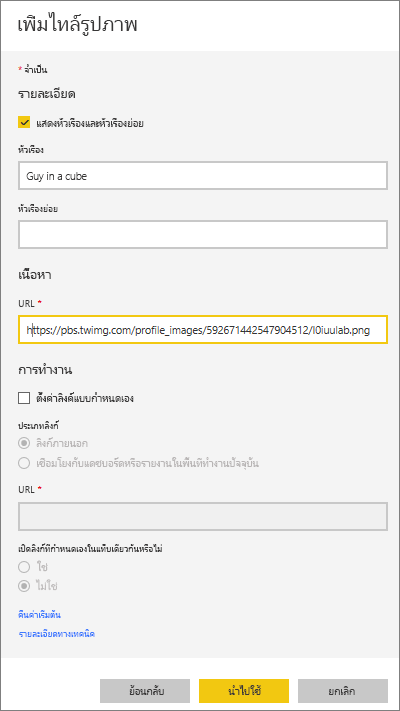 เพิ่มไทล์รูปภาพ
* จำเป็น
รายละเอียด
แสดงหัวเรื่องและหัวเรื่องย่อย
หัวเรื่อง
Guy in a cube
หัวเรื่องย่อย
เนื้อหา
URL *
https://pbs.twimg.com/profile_images/592671442547904512/I0iuulab.png
การทำงาน
ตั้งค่าลิงค์แบบกำหนดเอง
ประเภทลิงก์
ลิงก์ภายนอก
เชื่อมโยงกับแดชบอร์ดหรือรายงานในพื้นที่ทำงานปัจจุบัน
URL *
เปิดลิงก์ที่กำหนดเองในแท็บเดียวกันหรือไม่
ใช่
ไม่ใช่
คืนค่าเริ่มต้น
รายละเอียดทางเทคนิค
ย้อนกลับ นำไปใช้ ยกเลิก